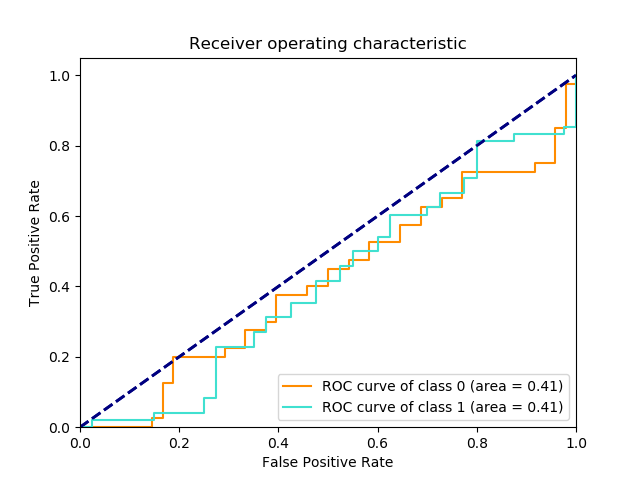 Receiver operating characteristic
True Positive Rate
1.0
0.8
0.6
0.4
0.2
0.0
ROC curve of class 0 (area = 0.41)
ROC curve of class 1 (area = 0.41)
0.0 0.2 0.4 0.6 0.8 1.0
False Positive Rate